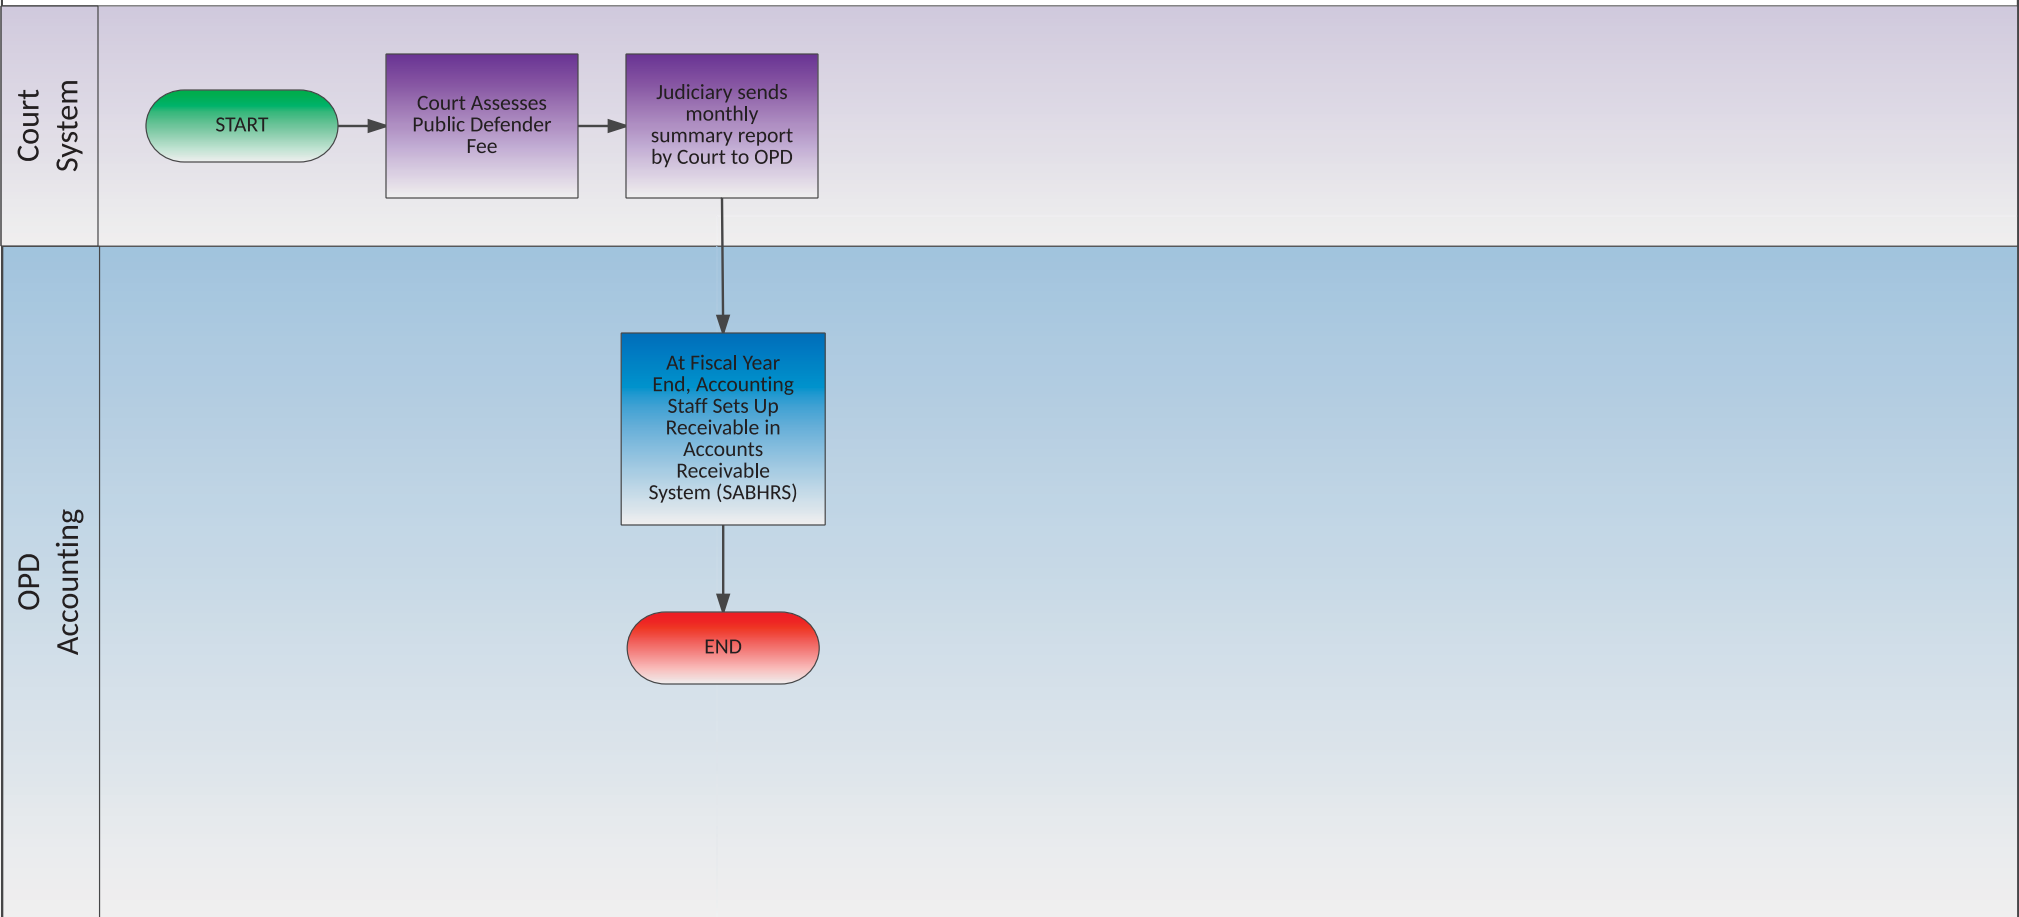 Court
System
START
Court Assesses
Public Defender
Fee
Judiciary sends
monthly
summary report
by Court to OPD
OPD
Accounting
At Fiscal Year
End, Accounting
Staff Sets Up
Receivable in
Accounts
Receivable
System (SABHRS)
END